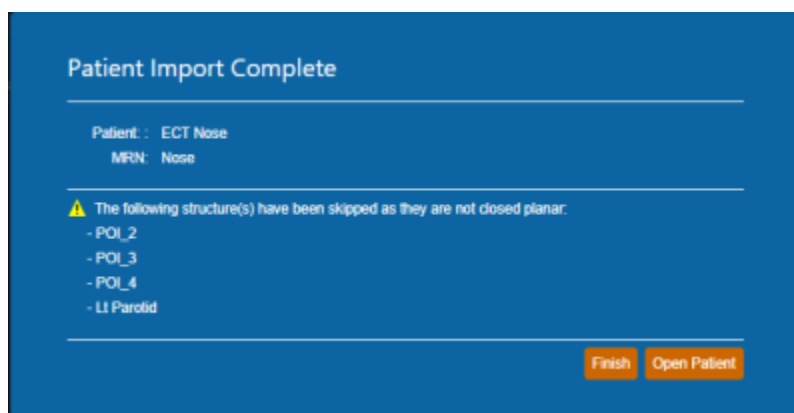 Patient Import Complete
Patient: : ECT Nose
MRN: Nose
The following structure(s) have been skipped as they are not closed planar:
- POI_2
- POI_3
- POI_4
- Lt Parotid
Finish Open Patient